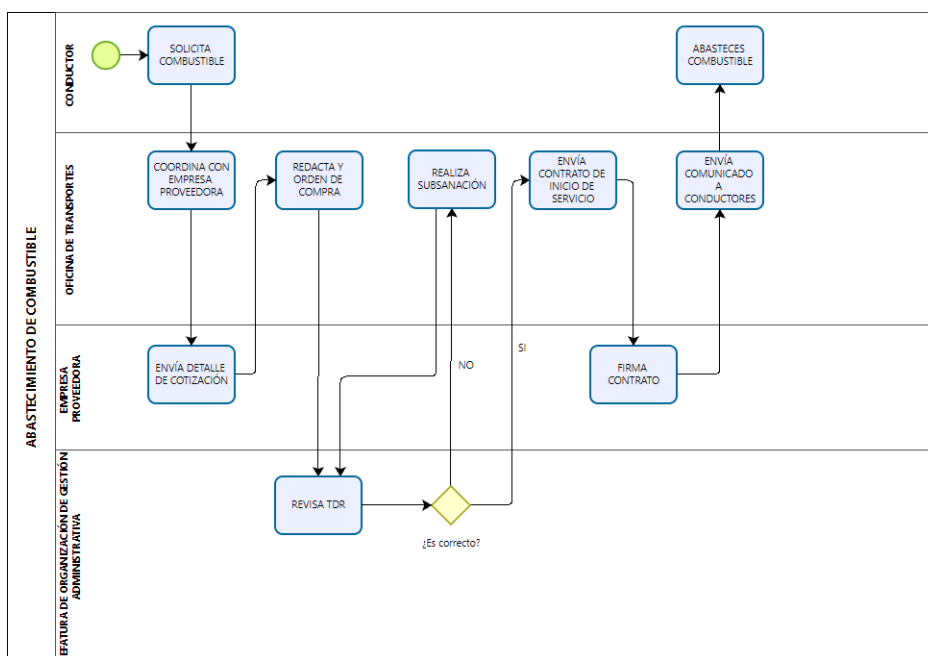 ABASTECIMIENTO DE COMBUSTIBLE
CONDUCTOR
SOLICITA
COMBUSTIBLE
ABASTECES
COMBUSTIBLE
OFICINA DE TRANSPORTES
COORDINA CON
EMPRESA
PROVEEDORA
REDACTA Y
ORDEN DE
COMPRA
REALIZA
SUBSANACIÓN
ENVÍA
CONTRATO DE
INICIO DE
SERVICIO
ENVÍA
COMUNICADO
A
CONDUCTORES
EMPRESA
PROVEEDORA
ENVÍA DETALLE
DE COTIZACIÓN
NO
SI
FIRMA
CONTRATO
EFATURA DE ORGANIZACIÓN DE GESTIÓN
ADMINISTRATIVA
REVISA TDR
¿Es correcto?